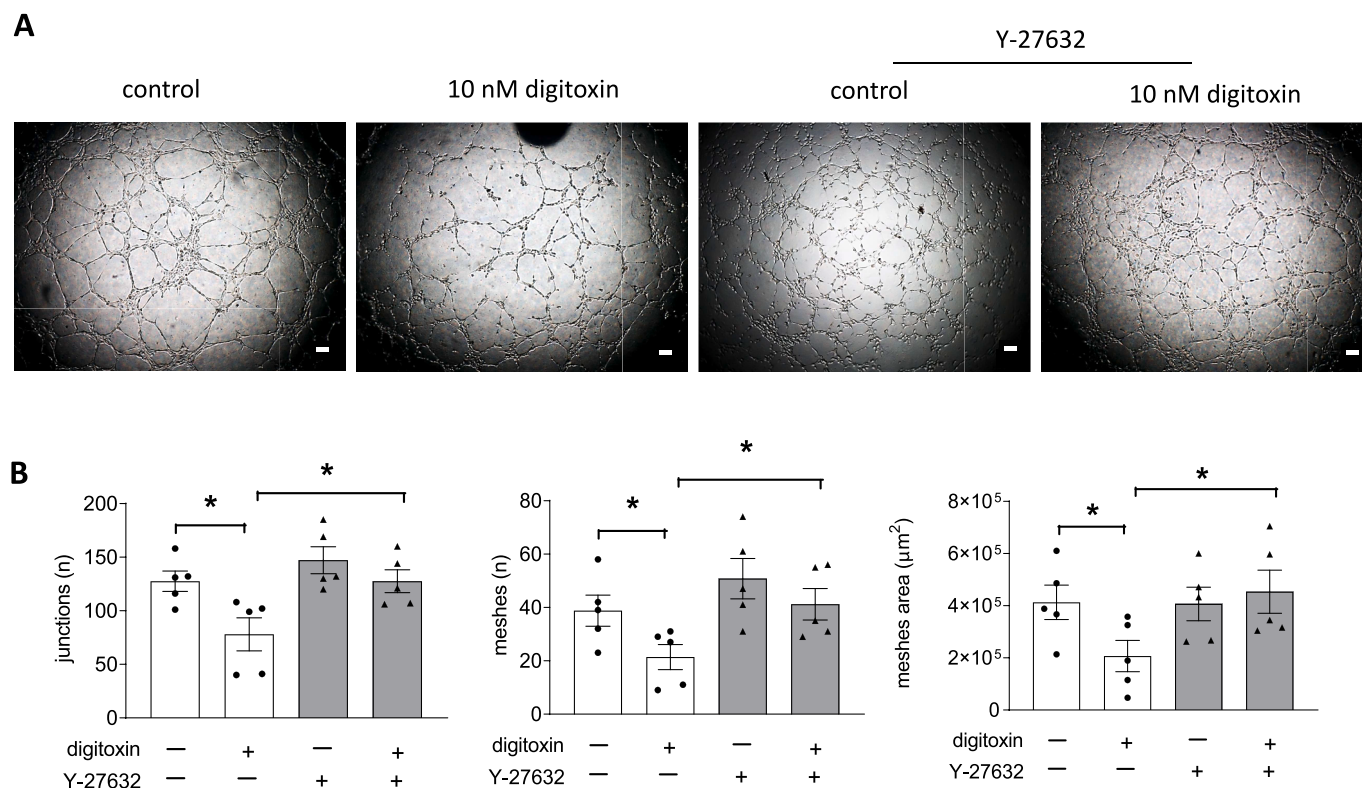 A
Y-27632
control
10 nM digitoxin
control
10 nM digitoxin
B
*
*
200
150
100
50
0
junctions (n)
digitoxin — + — +
Y-27632 — — + +
*
*
80
60
40
20
0
meshes (n)
digitoxin — + — +
Y-27632 — — + +
*
*
8×10⁵
6×10⁵
4×10⁵
2×10⁵
0
meshes area (µm²)
digitoxin — + — +
Y-27632 — — + +